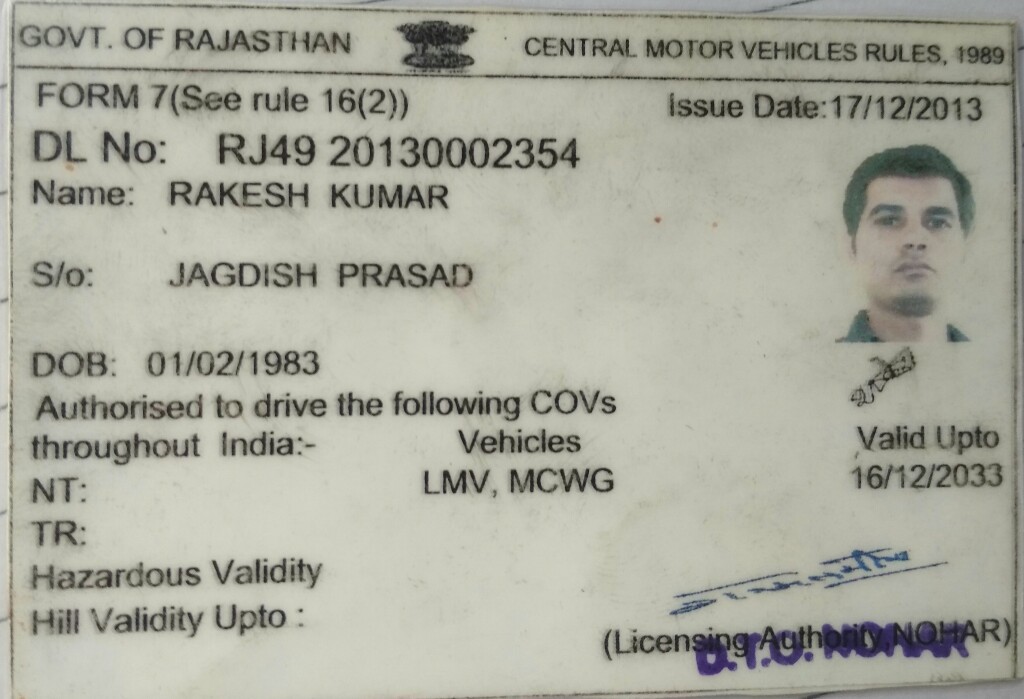 GOVT. OF RAJASTHAN CENTRAL MOTOR VEHICLES RULES, 1989
FORM 7(See rule 16(2)) Issue Date:17/12/2013
DL No: RJ49 20130002354
Name: RAKESH KUMAR
S/o: JAGDISH PRASAD
DOB: 01/02/1983
Authorised to drive the following COVs
throughout India:- Vehicles Valid Upto
NT: LMV, MCWG 16/12/2033
TR:
Hazardous Validity
Hill Validity Upto :
(Licensing Authority,NOHAR)
D.T.O. NOHAR